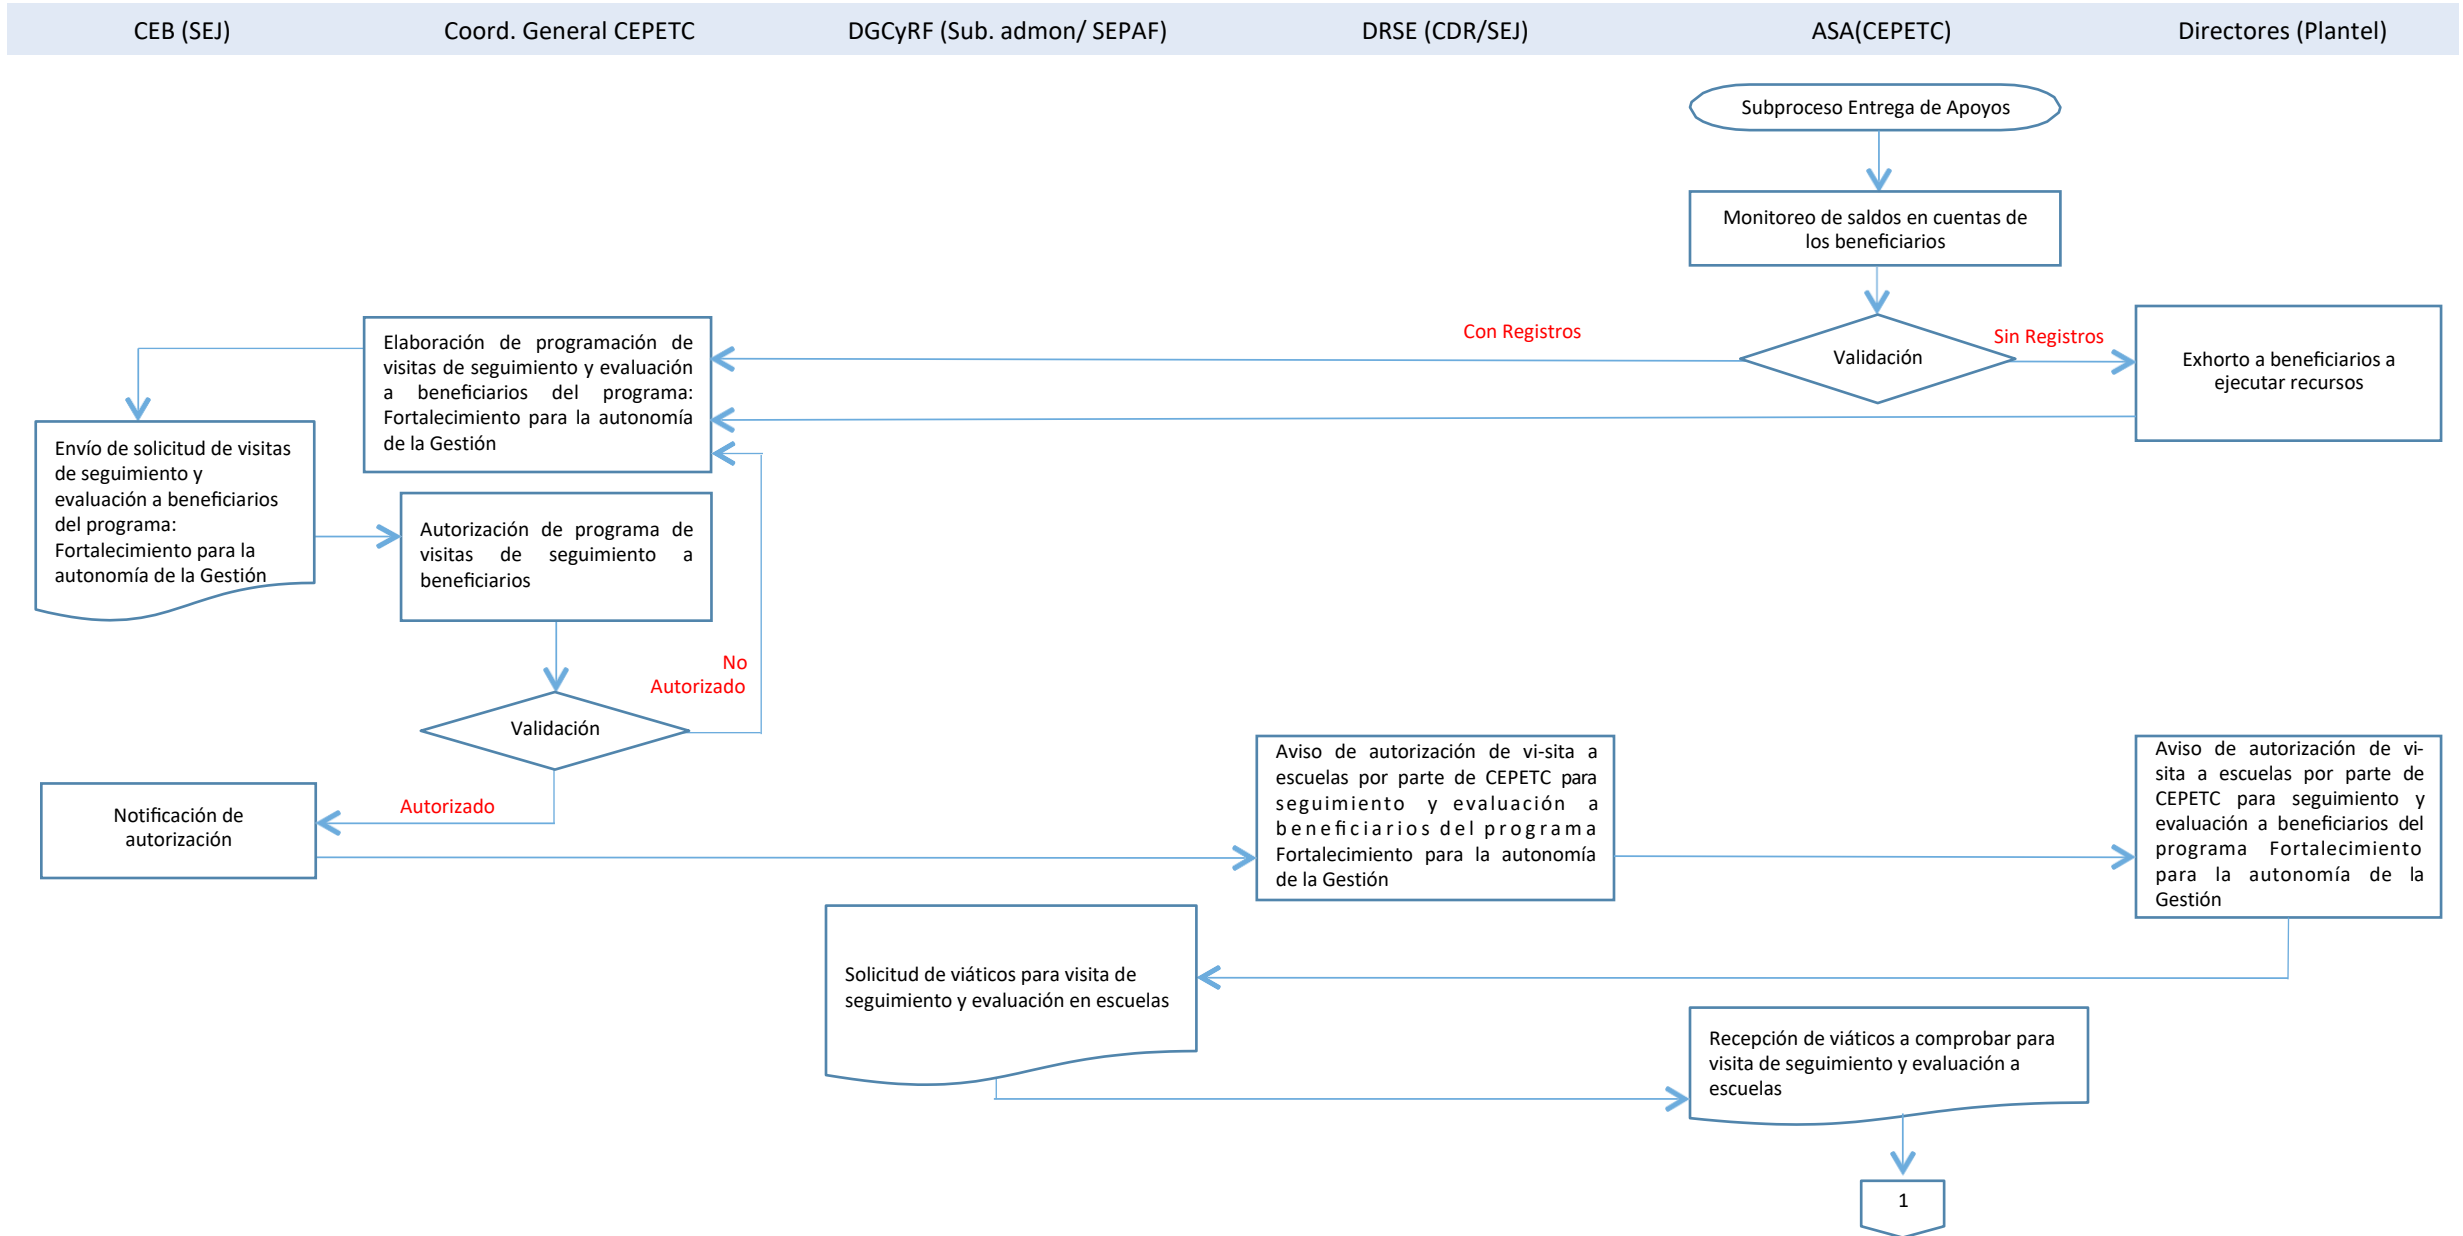 CEB (SEJ)
Coord. General CEPETC
DGCyRF (Sub. admon/ SEPAF)
DRSE (CDR/SEJ)
ASA(CEPETC)
Directores (Plantel)
Subproceso Entrega de Apoyos
Monitoreo de saldos en cuentas de
los beneficiarios
Con Registros
Validación
Sin Registros
Exhorto a beneficiarios a
ejecutar recursos
Elaboración de programación de
visitas de seguimiento y evaluación
a beneficiarios del programa:
Fortalecimiento para la autonomía
de la Gestión
Envío de solicitud de visitas
de seguimiento y
evaluación a beneficiarios
del programa:
Fortalecimiento para la
autonomía de la Gestión
Autorización de programa de
visitas de seguimiento a
beneficiarios
No
Autorizado
Validación
Autorizado
Notificación de
autorización
Aviso de autorización de vi-sita a
escuelas por parte de CEPETC para
seguimiento y evaluación a
beneficiarios del programa
Fortalecimiento para la autonomía
de la Gestión
Aviso de autorización de vi-
sita a escuelas por parte de
CEPETC para seguimiento y
evaluación a beneficiarios del
programa Fortalecimiento
para la autonomía de la
Gestión
Solicitud de viáticos para visita de
seguimiento y evaluación en escuelas
Recepción de viáticos a comprobar para
visita de seguimiento y evaluación a
escuelas
1